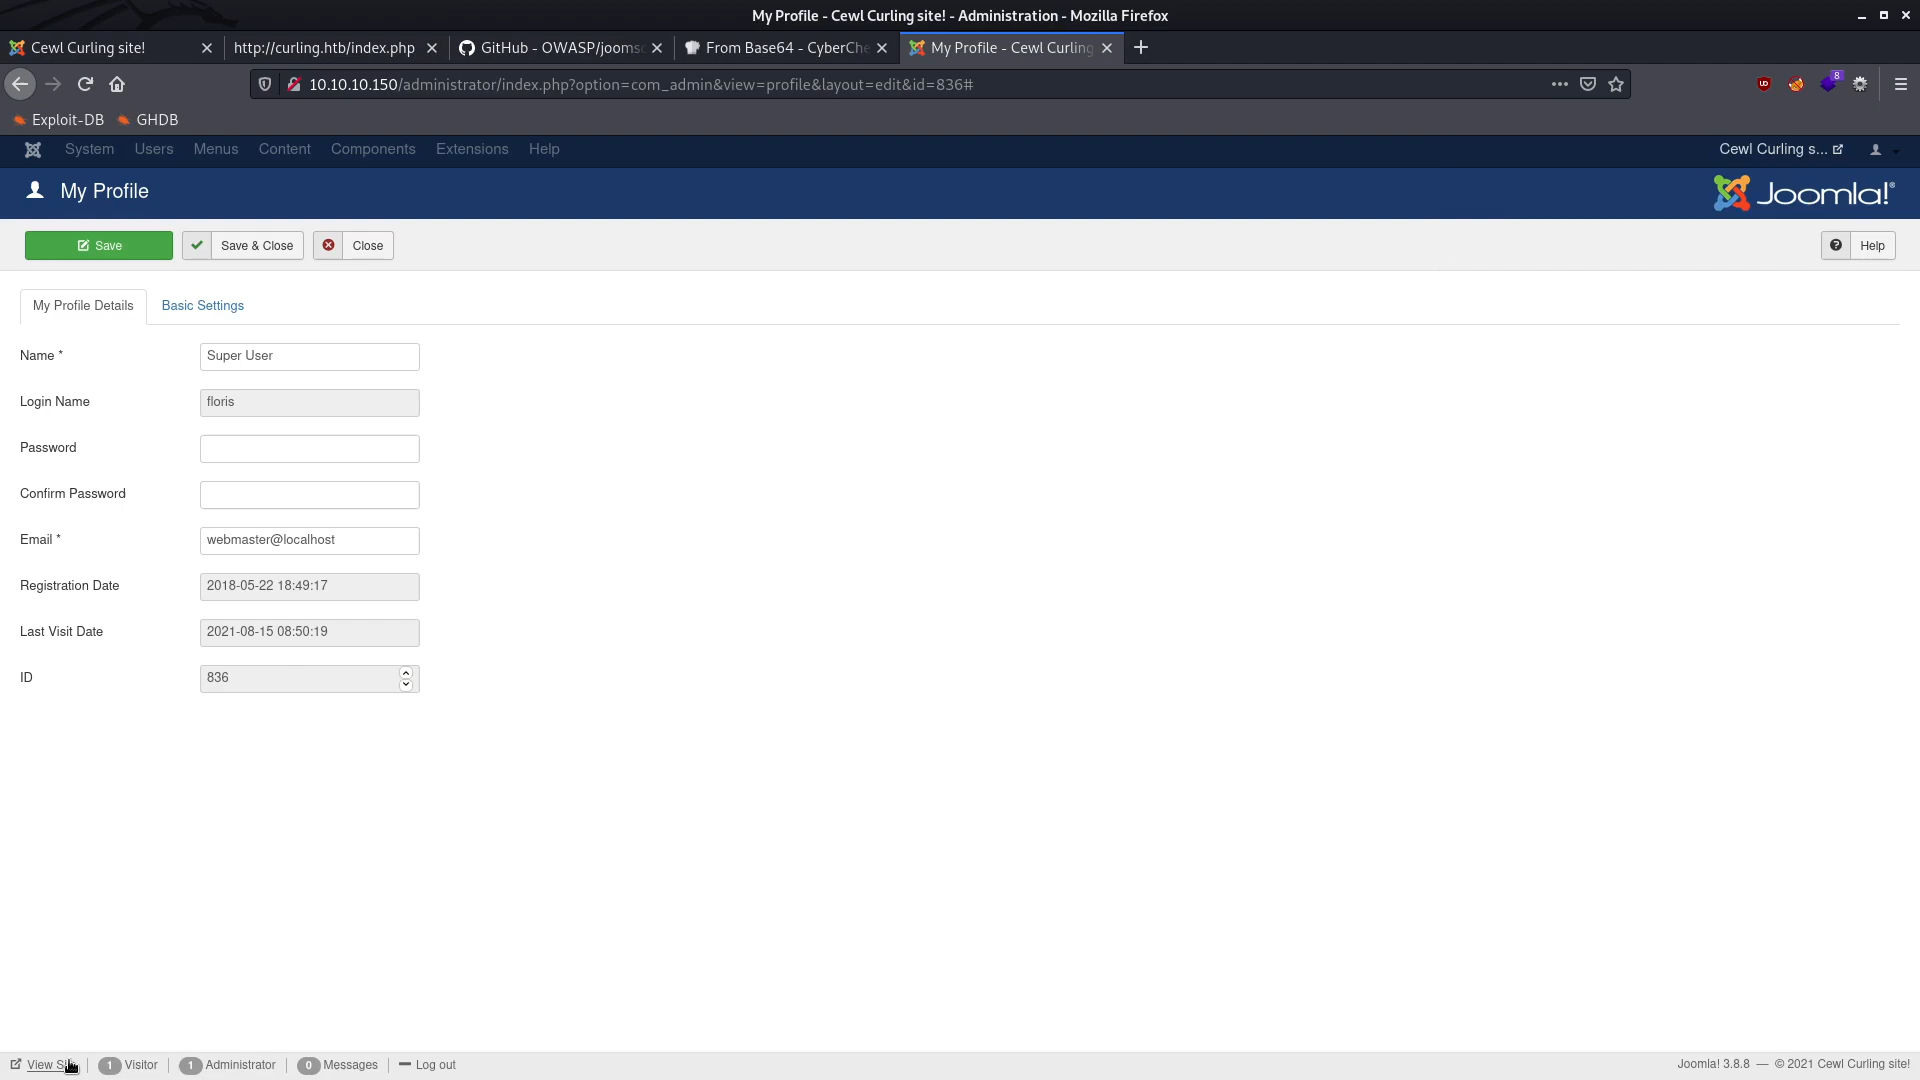 My Profile - Cewl Curling site! - Administration - Mozilla Firefox
Cewl Curling site!
http://curling.htb/index.php
GitHub - OWASP/jooms
From Base64 - CyberChe
My Profile - Cewl Curling
10.10.10.150/administrator/index.php?option=com_admin&view=profile&layout=edit&id=836#
8
Exploit-DB GHDB
System Users Menus Content Components Extensions Help
Cewl Curling s...
My Profile
Joomla!®
Save
Save & Close
Close
Help
My Profile Details
Basic Settings
Name *
Super User
Login Name
floris
Password
Confirm Password
Email *
webmaster@localhost
Registration Date
2018-05-22 18:49:17
Last Visit Date
2021-08-15 08:50:19
ID
836
View
1 Visitor
1 Administrator
0 Messages
Log out
Joomla! 3.8.8 — © 2021 Cewl Curling site!